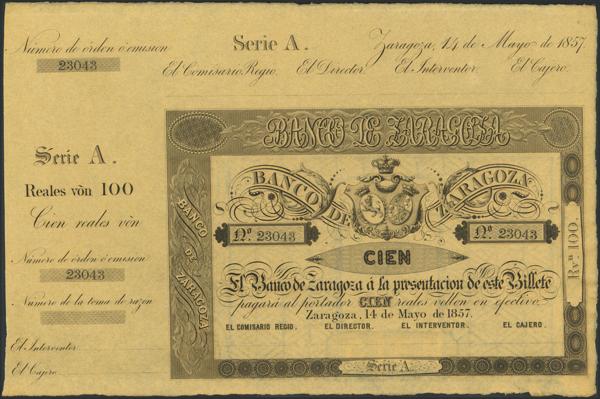 Número de órden ó emision
23043
Serie A.
Zaragoza, 14 de Mayo de 1857.
El Comisario Regio.
El Director.
El Interventor.
El Cajero.
Série A.
Reales vòn 100
Cien reales vòn
Número de órden ó emision
23043
Número de la toma de razon
El Interventor
El Cajero
BANCO DE ZARAGOZA
BANCO DE ZARAGOZA
BANCO DE ZARAGOZA
Nº. 23043
Nº. 23043
CIEN
El Banco de Zaragoza á la presentacion de este Billete
pagará al portador CIEN reales vellon en efectivo.
Zaragoza, 14 de Mayo de 1857.
EL COMISARIO REGIO.
EL DIRECTOR.
EL INTERVENTOR.
EL CAJERO.
Rs. vn. 100
Série A.